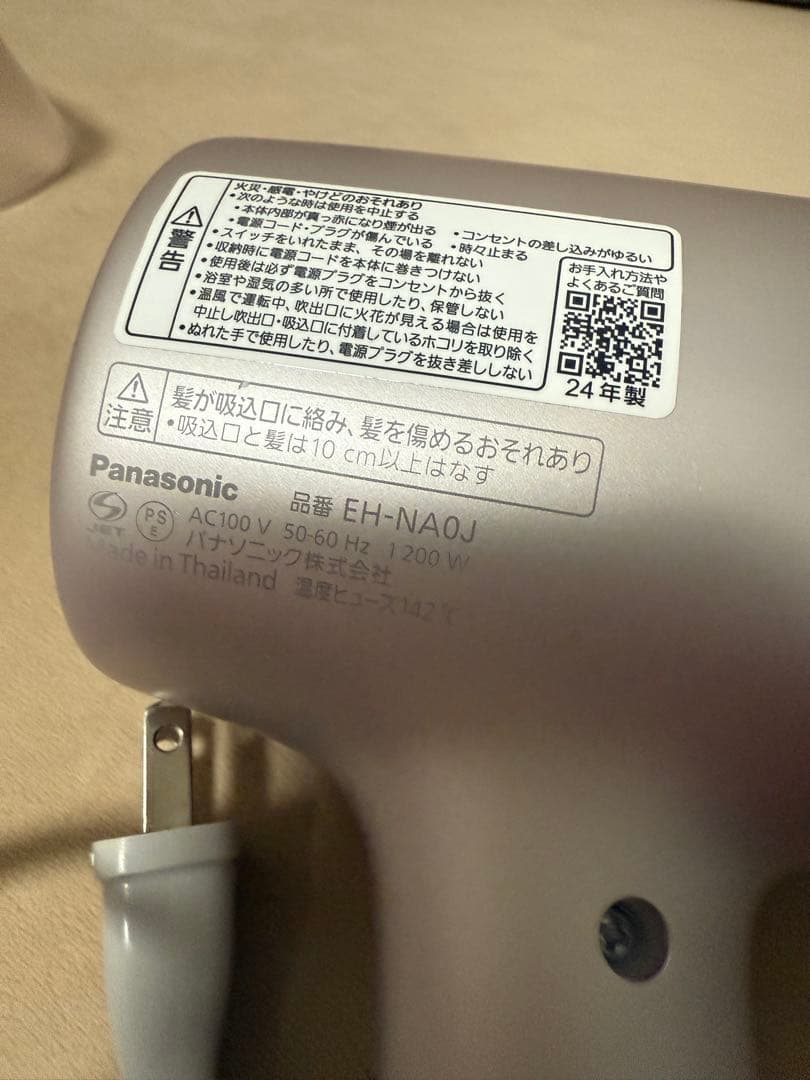 警告
火災・感電・やけどのおそれあり
・次のような時は使用を中止する
・本体内部が真っ赤になり煙が出る
・電源コード・プラグが傷んでいる
・コンセントの差し込みがゆるい
・時々止まる
・スイッチをいれたまま、その場を離れない
・収納時に電源コードを本体に巻きつけない
・使用後は必ず電源プラグをコンセントから抜く
・浴室や湿気の多い所で使用したり、保管しない
・温風で運転中、吹出口に火花が見える場合は使用を
中止し吹出口・吸込口に付着しているホコリを取り除く
・ぬれた手で使用したり、電源プラグを抜き差ししない
お手入れ方法や
よくあるご質問
24年製
注意
髪が吸込口に絡み、髪を傷めるおそれあり
・吸込口と髪は10 cm以上はなす
Panasonic 品番 EH-NA0J
JET PS E AC100 V 50-60 Hz 1 200 W
パナソニック株式会社
Made in Thailand 温度ヒューズ142℃